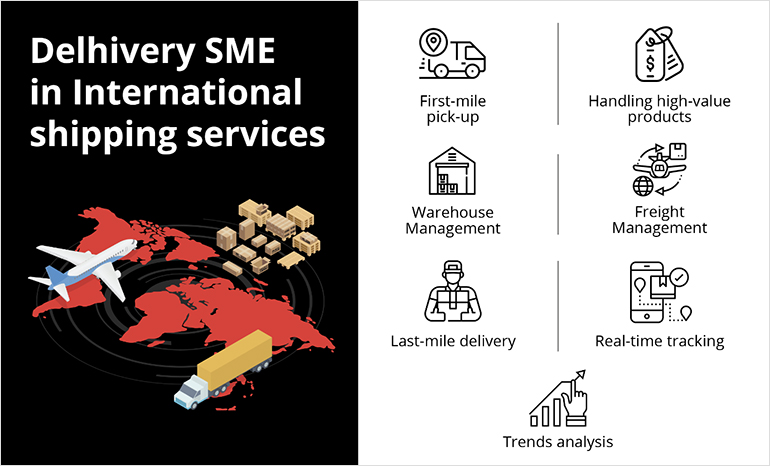 Delhivery SME
in International
shipping services
First-mile
pick-up
Handling high-value
products
Warehouse
Management
Freight
Management
Last-mile delivery
Real-time tracking
Trends analysis